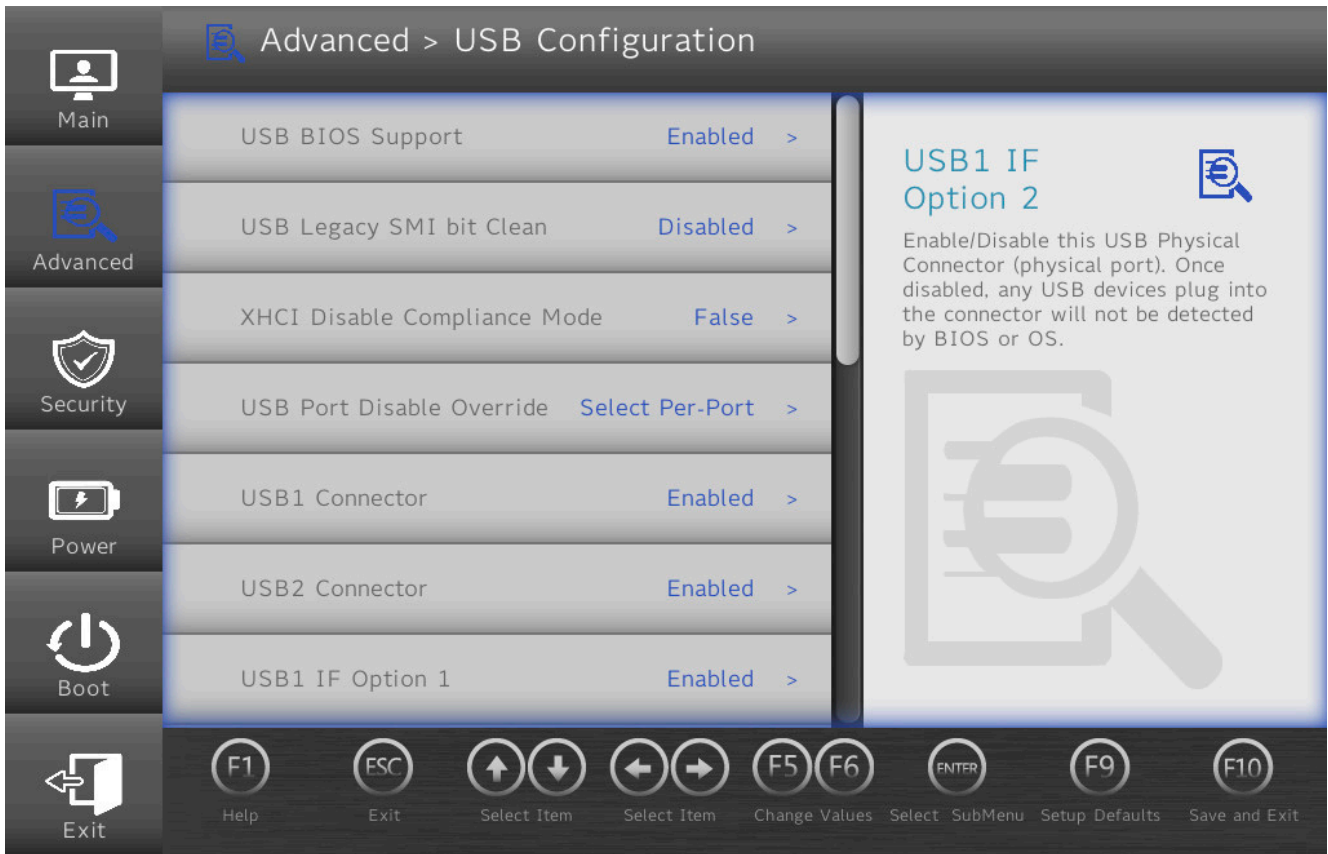 Advanced > USB Configuration
Main
Advanced
Security
Power
Boot
Exit
USB BIOS Support Enabled >
USB Legacy SMI bit Clean Disabled >
XHCI Disable Compliance Mode False >
USB Port Disable Override Select Per-Port >
USB1 Connector Enabled >
USB2 Connector Enabled >
USB1 IF Option 1 Enabled >
USB1 IF
Option 2
Enable/Disable this USB Physical
Connector (physical port). Once
disabled, any USB devices plug into
the connector will not be detected
by BIOS or OS.
F1 ESC F5 F6 ENTER F9 F10
Help Exit Select Item Select Item Change Values Select SubMenu Setup Defaults Save and Exit